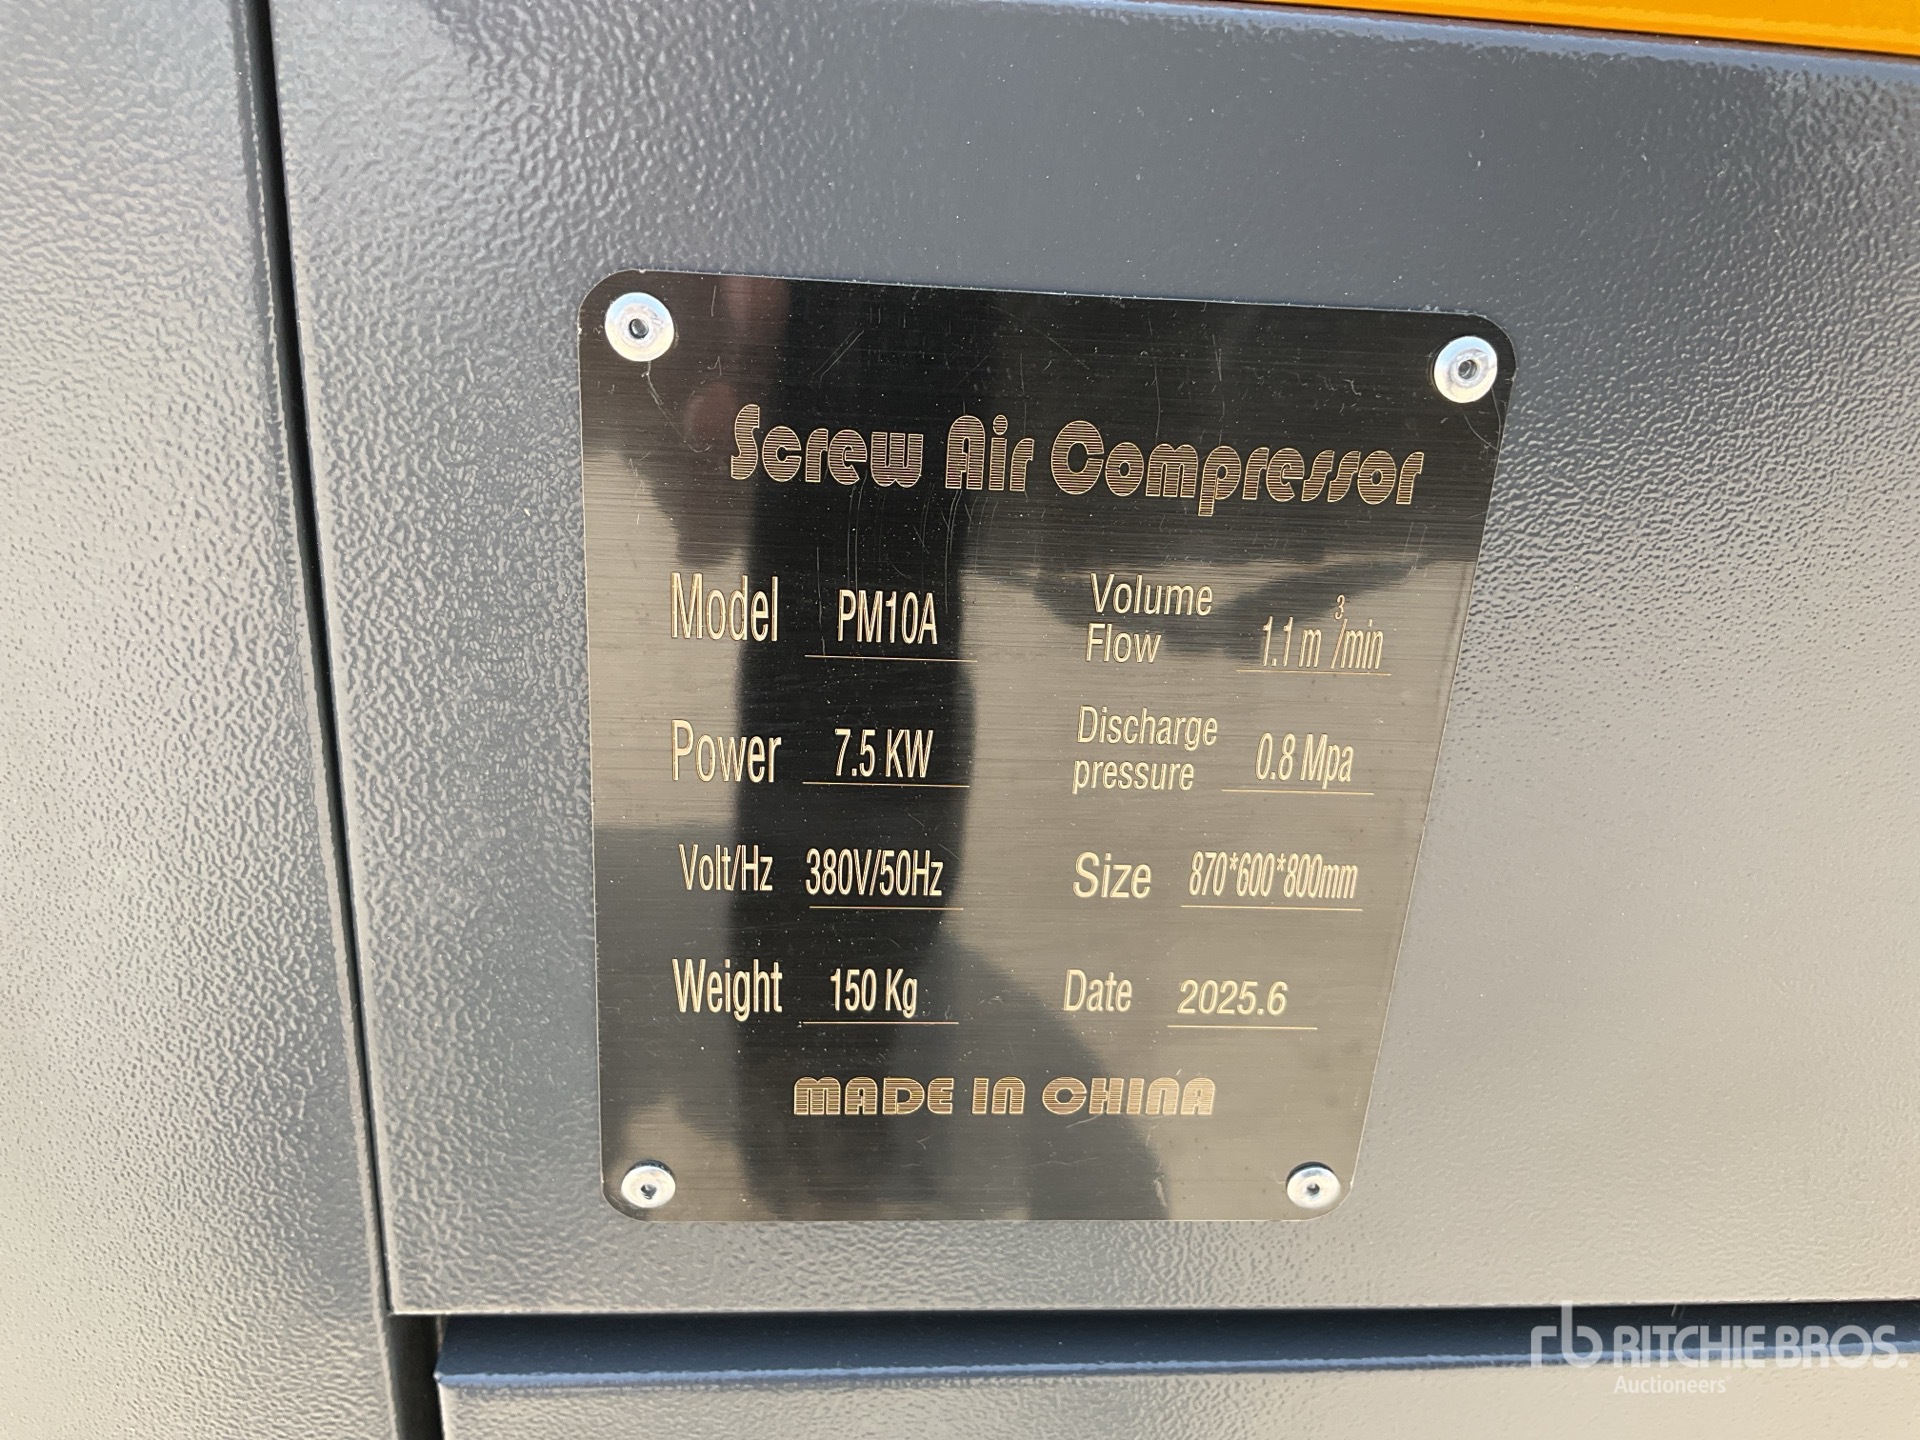 Screw Air Compressor
Model PM10A
Volume Flow 1.1 m³/min
Power 7.5 KW
Discharge pressure 0.8 Mpa
Volt/Hz 380V/50Hz
Size 870*600*800mm
Weight 150 Kg
Date 2025.6
MADE IN CHINA
rb RITCHIE BROS.
Auctioneers